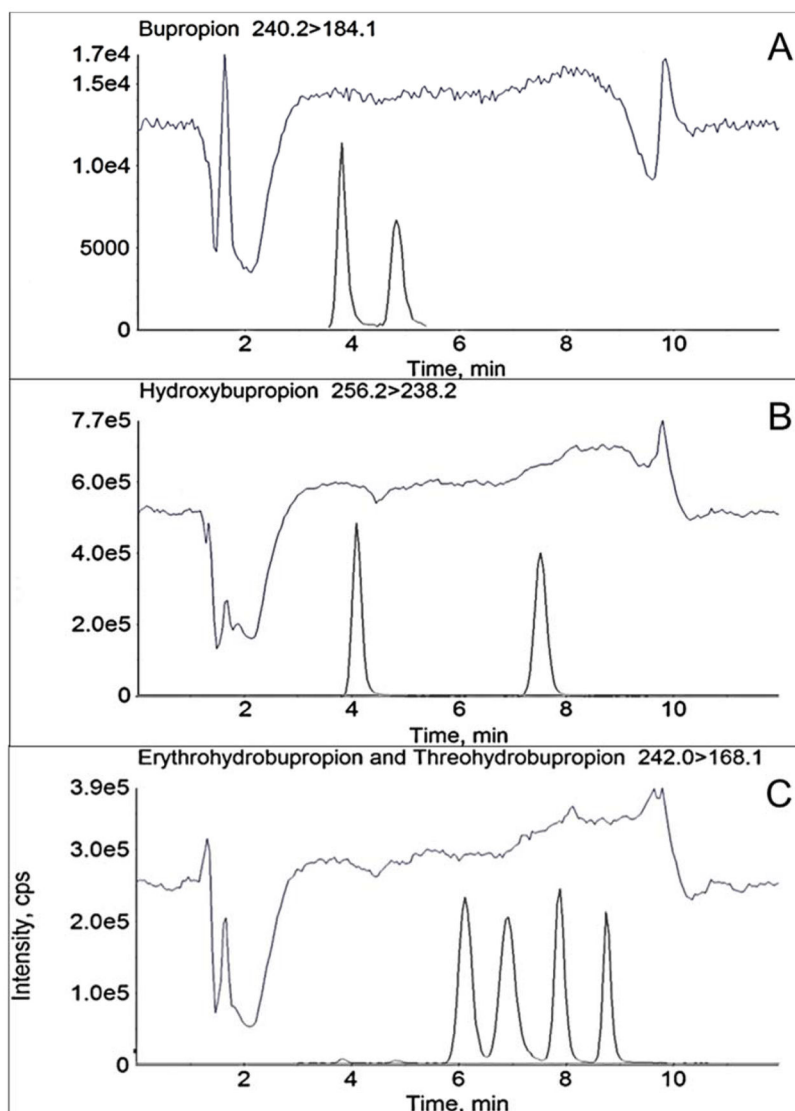 Bupropion 240.2>184.1
A
1.7e4
1.5e4
1.0e4
5000
0
2 4 6 8 10
Time, min
Hydroxybupropion 256.2>238.2
B
7.7e5
6.0e5
4.0e5
2.0e5
0
2 4 6 8 10
Time, min
Erythrohydrobupropion and Threohydrobupropion 242.0>168.1
C
3.9e5
3.0e5
2.0e5
1.0e5
0
Intensity, cps
2 4 6 8 10
Time, min